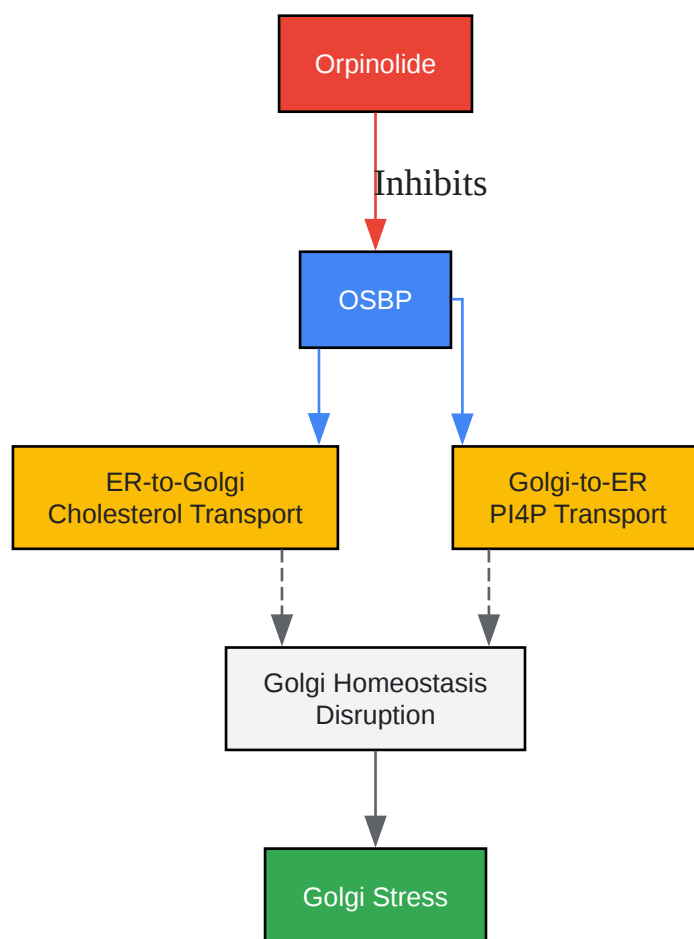 Orpinolide
Inhibits
OSBP
ER-to-Golgi
Cholesterol Transport
Golgi-to-ER
PI4P Transport
Golgi Homeostasis
Disruption
Golgi Stress